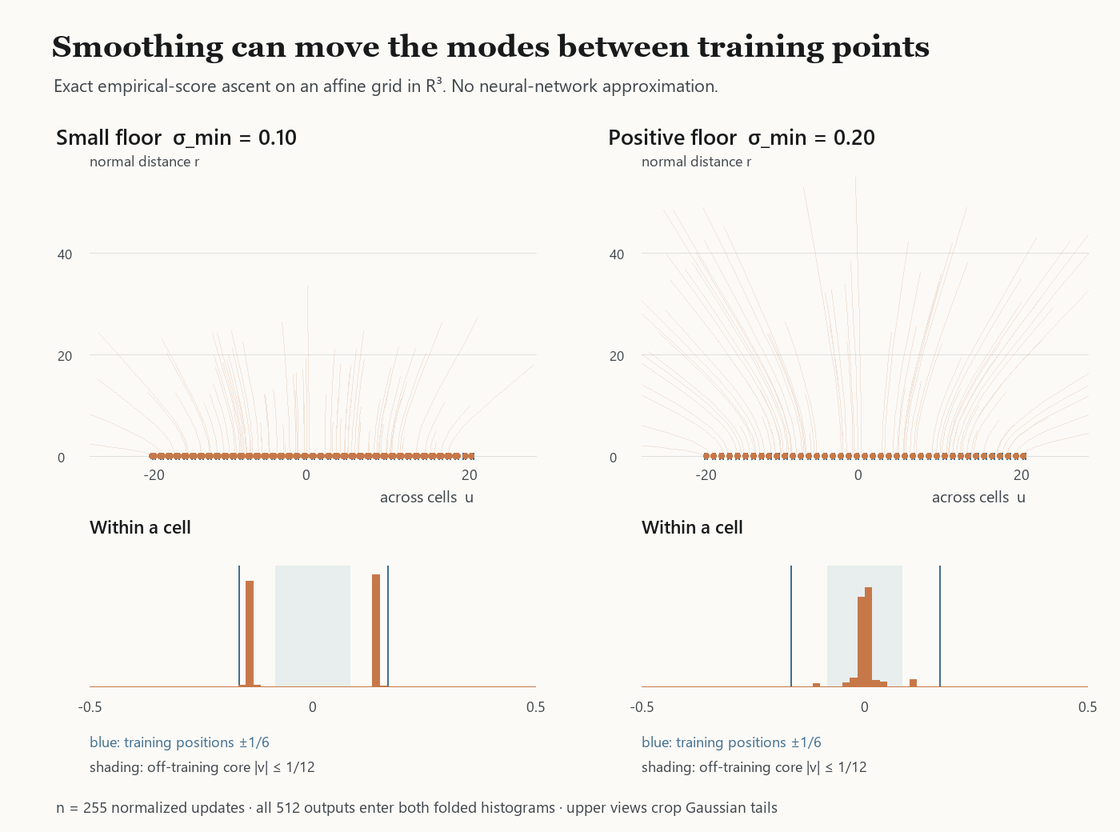 Smoothing can move the modes between training points
Exact empirical-score ascent on an affine grid in R³. No neural-network approximation.
Small floor σ_min = 0.10
normal distance r
40
20
0
-20
0
20
across cells u
Within a cell
-0.5
0
0.5
blue: training positions ±1/6
shading: off-training core |v| ≤ 1/12
Positive floor σ_min = 0.20
normal distance r
40
20
0
-20
0
20
across cells u
Within a cell
-0.5
0
0.5
blue: training positions ±1/6
shading: off-training core |v| ≤ 1/12
n = 255 normalized updates · all 512 outputs enter both folded histograms · upper views crop Gaussian tails